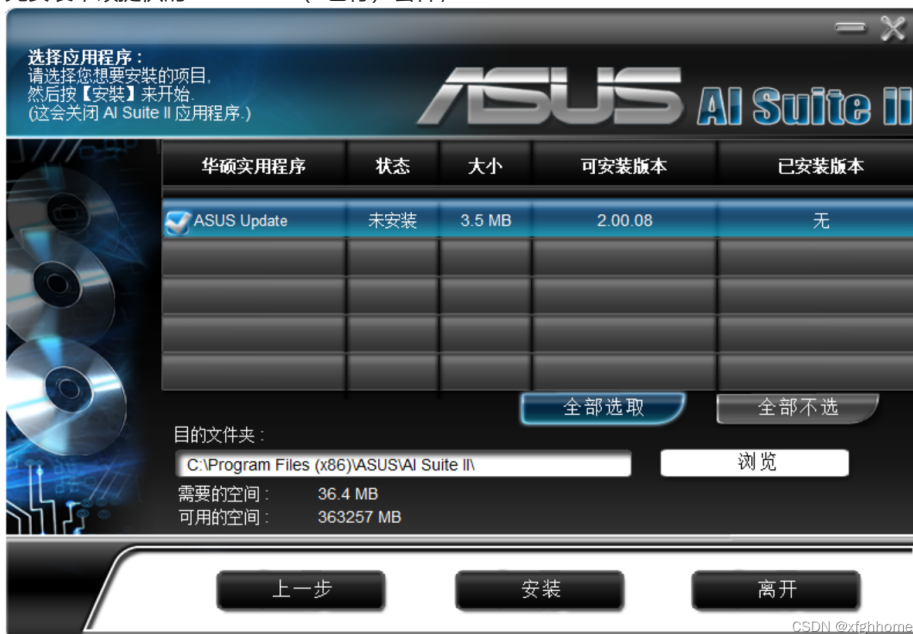 选择应用程序：
请选择您想要安裝的项目,
然后按【安裝】来开始.
(这会关闭 AI Suite II 应用程序.)
ASUS AI Suite II
华硕实用程序 状态 大小 可安装版本 已安装版本
ASUS Update 未安装 3.5 MB 2.00.08 无
全部选取 全部不选
目的文件夹 :
C:\Program Files (x86)\ASUS\AI Suite II\ 浏览
需要的空间 : 36.4 MB
可用的空间 : 363257 MB
上一步 安装 离开
CSDN @xfghhome